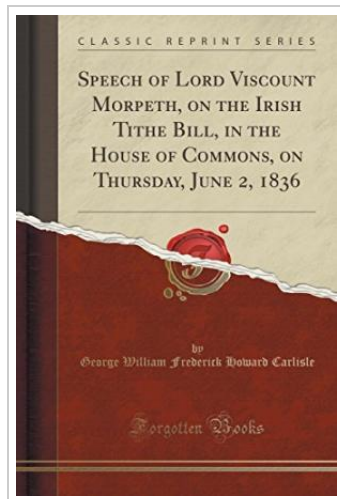 CLASSIC REPRINT SERIES
SPEECH OF LORD VISCOUNT
MORPETH, ON THE IRISH
TITHE BILL, IN THE
HOUSE OF COMMONS, ON
THURSDAY, JUNE 2, 1836
by
George William Frederick Howard Carlisle
Forgotten Books